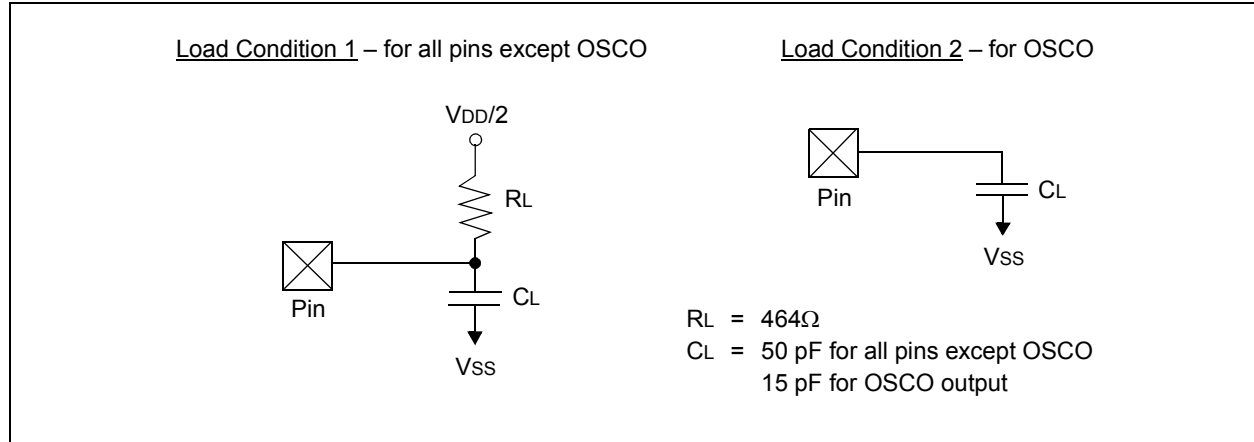 Load Condition 1 – for all pins except OSCO
VDD/2
RL
Pin
CL
VSS
Load Condition 2 – for OSCO
Pin
CL
VSS
RL = 464Ω
CL = 50 pF for all pins except OSCO
15 pF for OSCO output